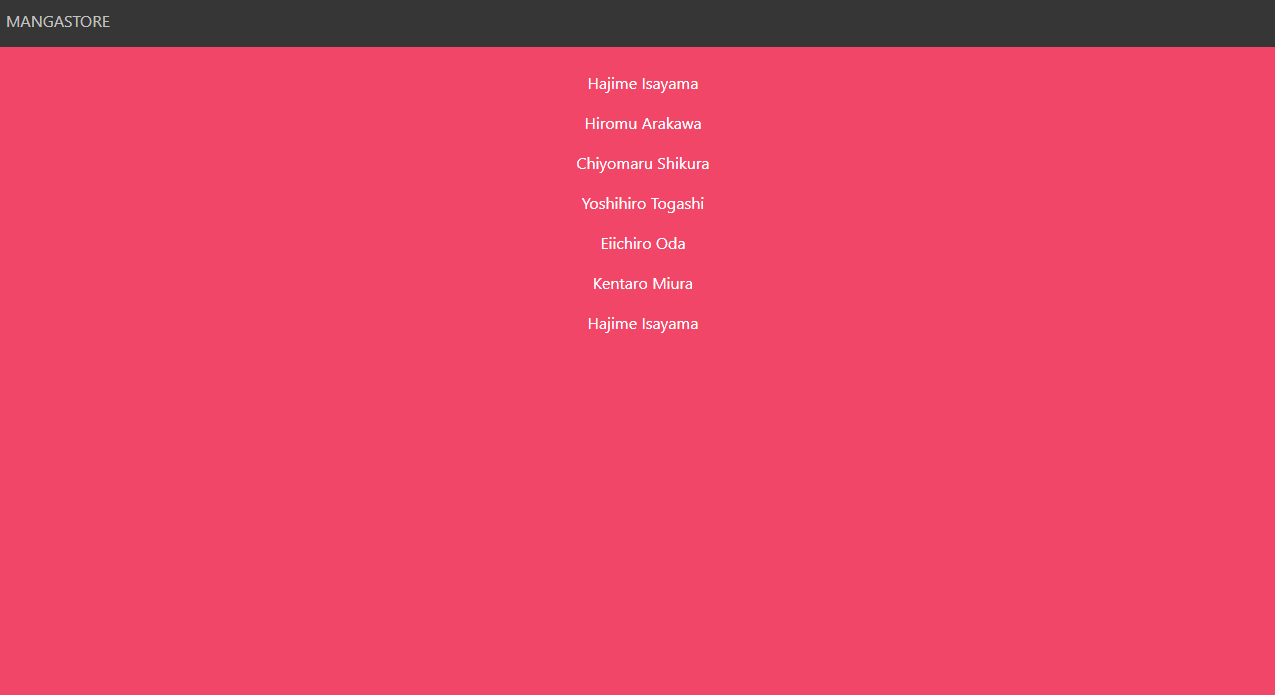 MANGASTORE
Hajime Isayama
Hiromu Arakawa
Chiyomaru Shikura
Yoshihiro Togashi
Eiichiro Oda
Kentaro Miura
Hajime Isayama